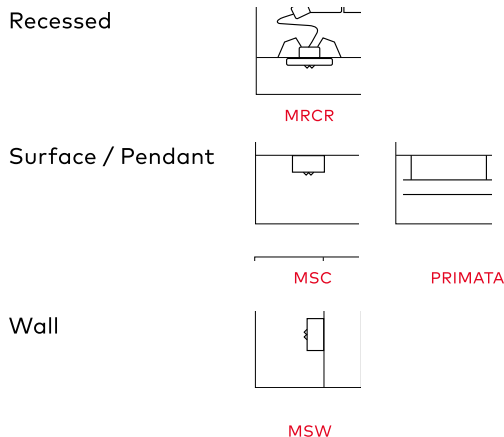 Recessed
MRCR
Surface / Pendant
MSC
PRIMATA
Wall
MSW